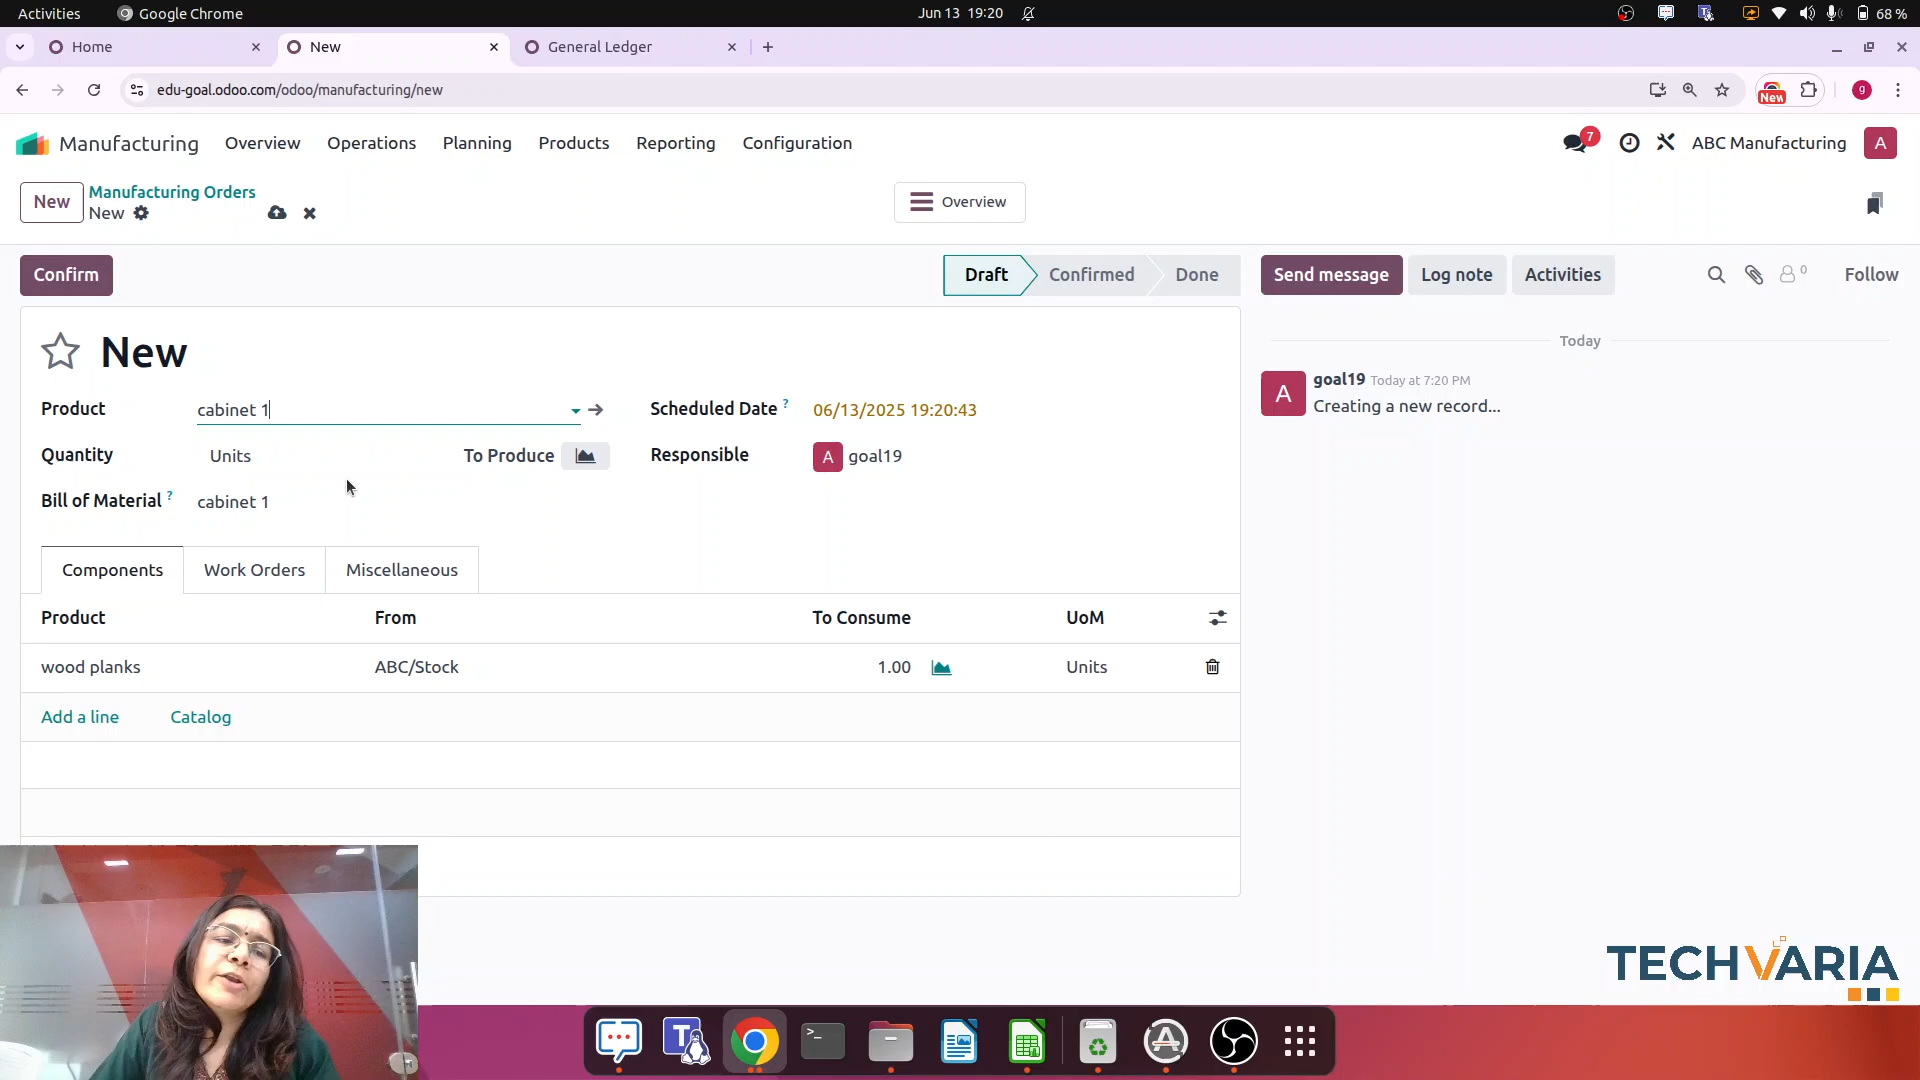 Activities
Google Chrome
Jun 13 19:20
68 %
Home
New
General Ledger
edu-goal.odoo.com/odoo/manufacturing/new
New
g
Manufacturing
Overview
Operations
Planning
Products
Reporting
Configuration
7
ABC Manufacturing
A
New
Manufacturing Orders
New
Overview
Confirm
Draft
Confirmed
Done
Send message
Log note
Activities
0
Follow
New
Today
Product
cabinet 1
Scheduled Date ?
06/13/2025 19:20:43
A
goal19 Today at 7:20 PM
Creating a new record...
Quantity
Units
To Produce
Responsible
A
goal19
Bill of Material ?
cabinet 1
Components
Work Orders
Miscellaneous
Product
From
To Consume
UoM
wood planks
ABC/Stock
1.00
Units
Add a line
Catalog
TECHVARIA